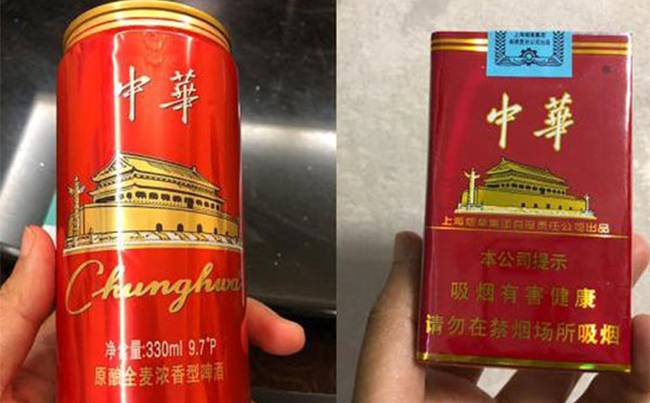 中華
Chunghwa
净含量:330ml 9.7°P
原酿全麦浓香型啤酒
中華
上海烟草集团有限责任公司出品
本公司提示
吸烟有害健康
请勿在禁烟场所吸烟